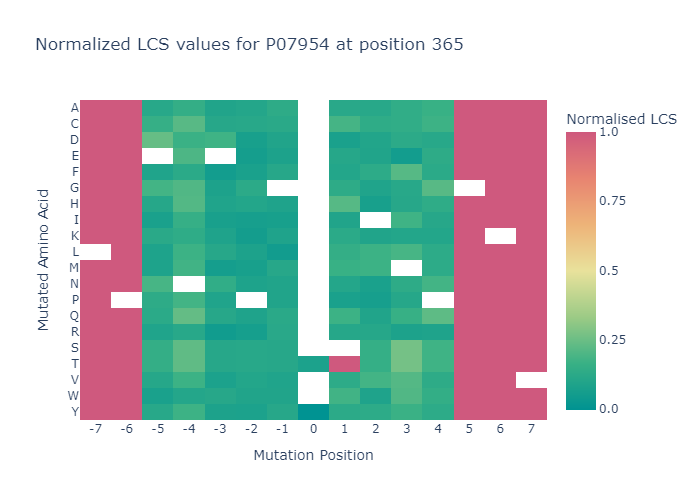 Normalized LCS values for P07954 at position 365
Normalised LCS
Mutated Amino Acid
A
C
D
E
F
G
H
I
K
L
M
N
P
Q
R
S
T
V
W
Y
1.0
0.75
0.5
0.25
0.0
-7 -6 -5 -4 -3 -2 -1 0 1 2 3 4 5 6 7
Mutation Position